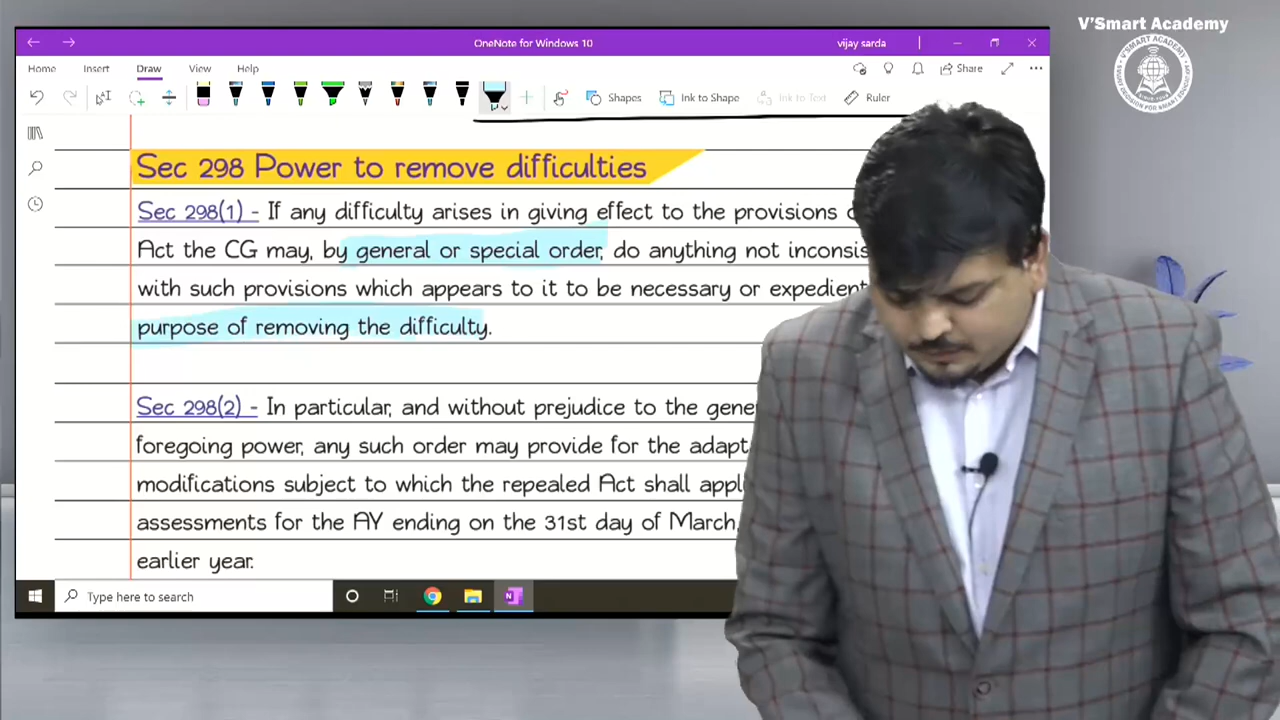 V'Smart Academy
OneNote for Windows 10
vijay sarda
Home Insert Draw View Help
Share
Shapes Ink to Shape Ink to Text Ruler
Sec 298 Power to remove difficulties
Sec 298(1) - If any difficulty arises in giving effect to the provisions
Act the CG may, by general or special order, do anything not
with such provisions which appears to it to be necessary or expedient
purpose of removing the difficulty.
Sec 298(2) - In particular, and without prejudice to the
foregoing power, any such order may provide for the
modifications subject to which the repealed Act shall
assessments for the AY ending on the 31st day of March,
earlier year.
Type here to search